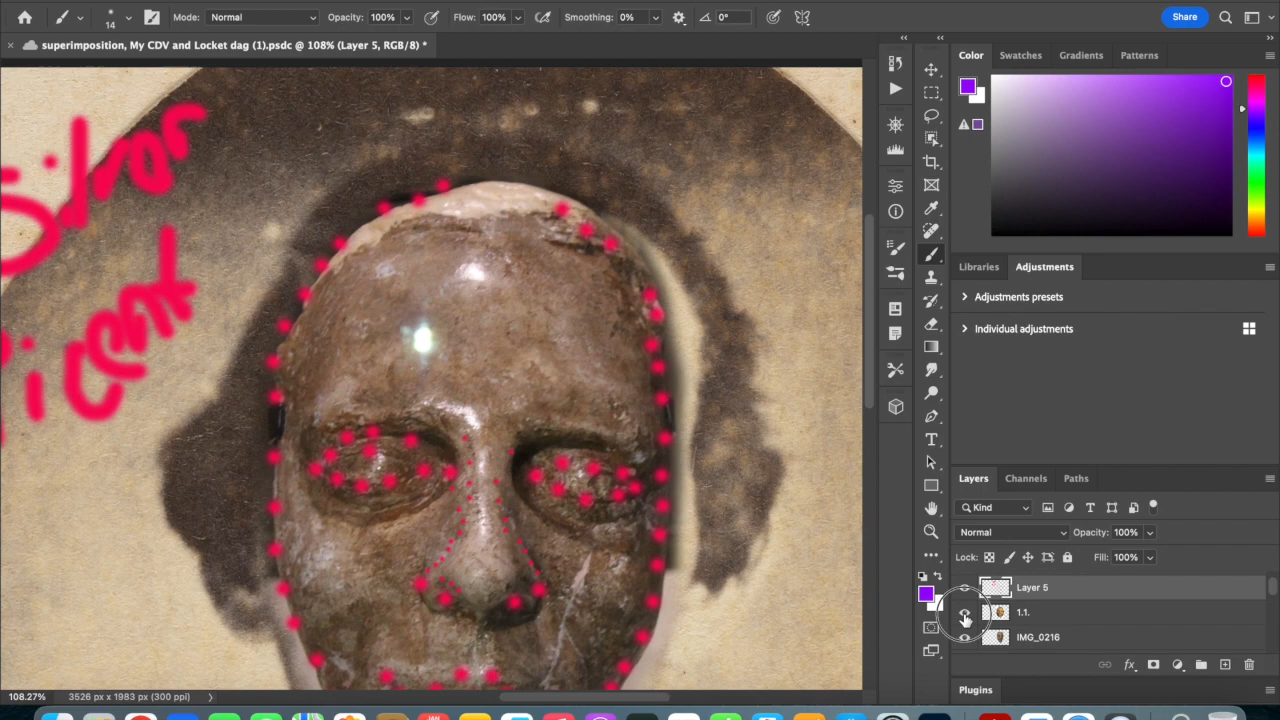 Mode: Normal Opacity: 100% Flow: 100% Smoothing: 0% 0°
14
Share
superimposition, My CDV and Locket dag (1).psdc @ 108% (Layer 5, RGB/8) *
Color Swatches Gradients Patterns
Libraries Adjustments
Adjustments presets
Individual adjustments
Layers Channels Paths
Kind
Normal Opacity: 100%
Lock: Fill: 100%
Layer 5
1.1.
IMG_0216
Plugins
108.27% 3526 px x 1983 px (300 ppi)